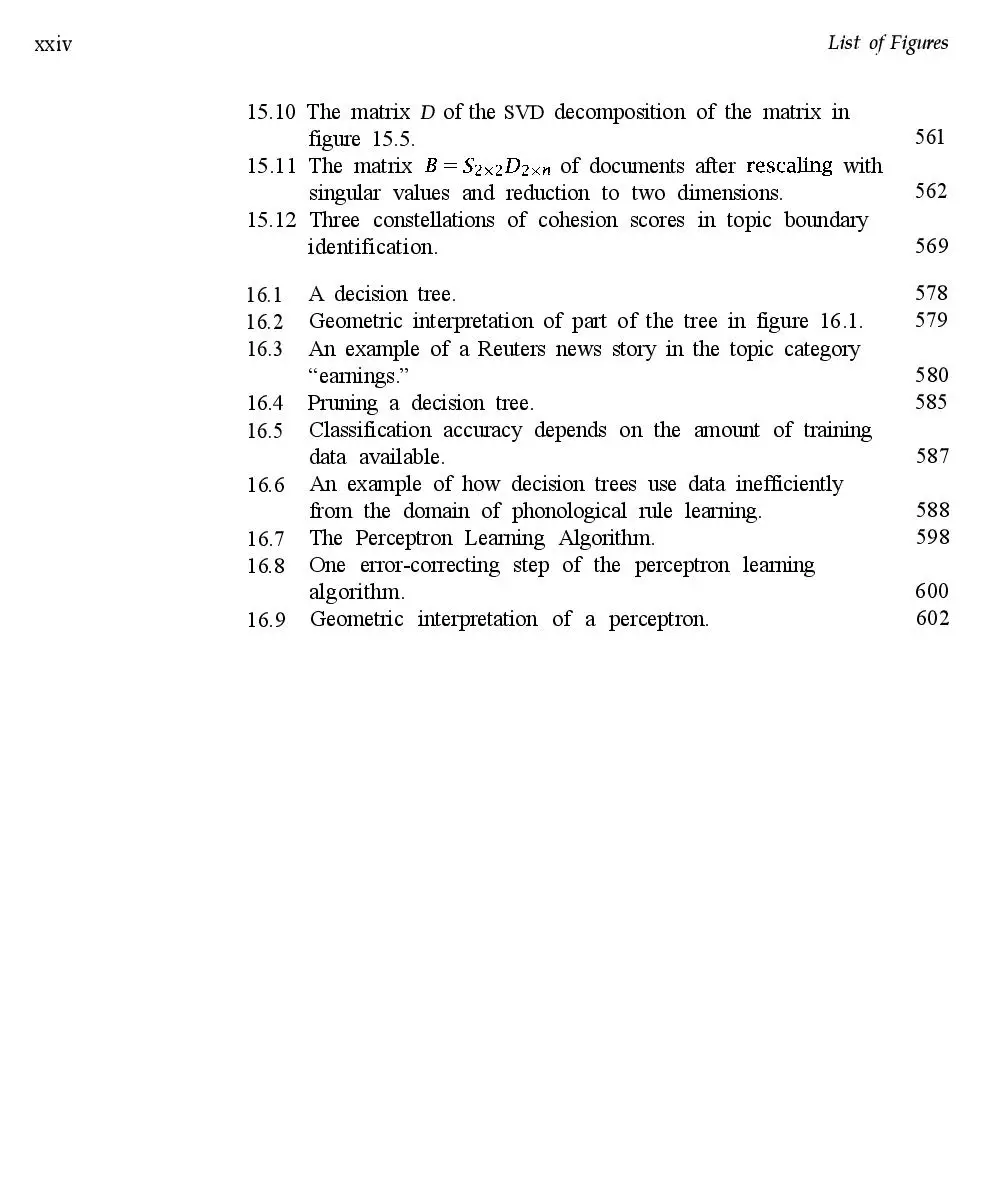 xxiv List of Figures
15.10 The matrix D of the SVD decomposition of the matrix in
figure 15.5. 561
15.11 The matrix B = S₂ₓ₂D₂ₓₙ of documents after rescaling with
singular values and reduction to two dimensions. 562
15.12 Three constellations of cohesion scores in topic boundary
identification. 569
16.1 A decision tree. 578
16.2 Geometric interpretation of part of the tree in figure 16.1. 579
16.3 An example of a Reuters news story in the topic category
“earnings.” 580
16.4 Pruning a decision tree. 585
16.5 Classification accuracy depends on the amount of training
data available. 587
16.6 An example of how decision trees use data inefficiently
from the domain of phonological rule learning. 588
16.7 The Perceptron Learning Algorithm. 598
16.8 One error-correcting step of the perceptron learning
algorithm. 600
16.9 Geometric interpretation of a perceptron. 602